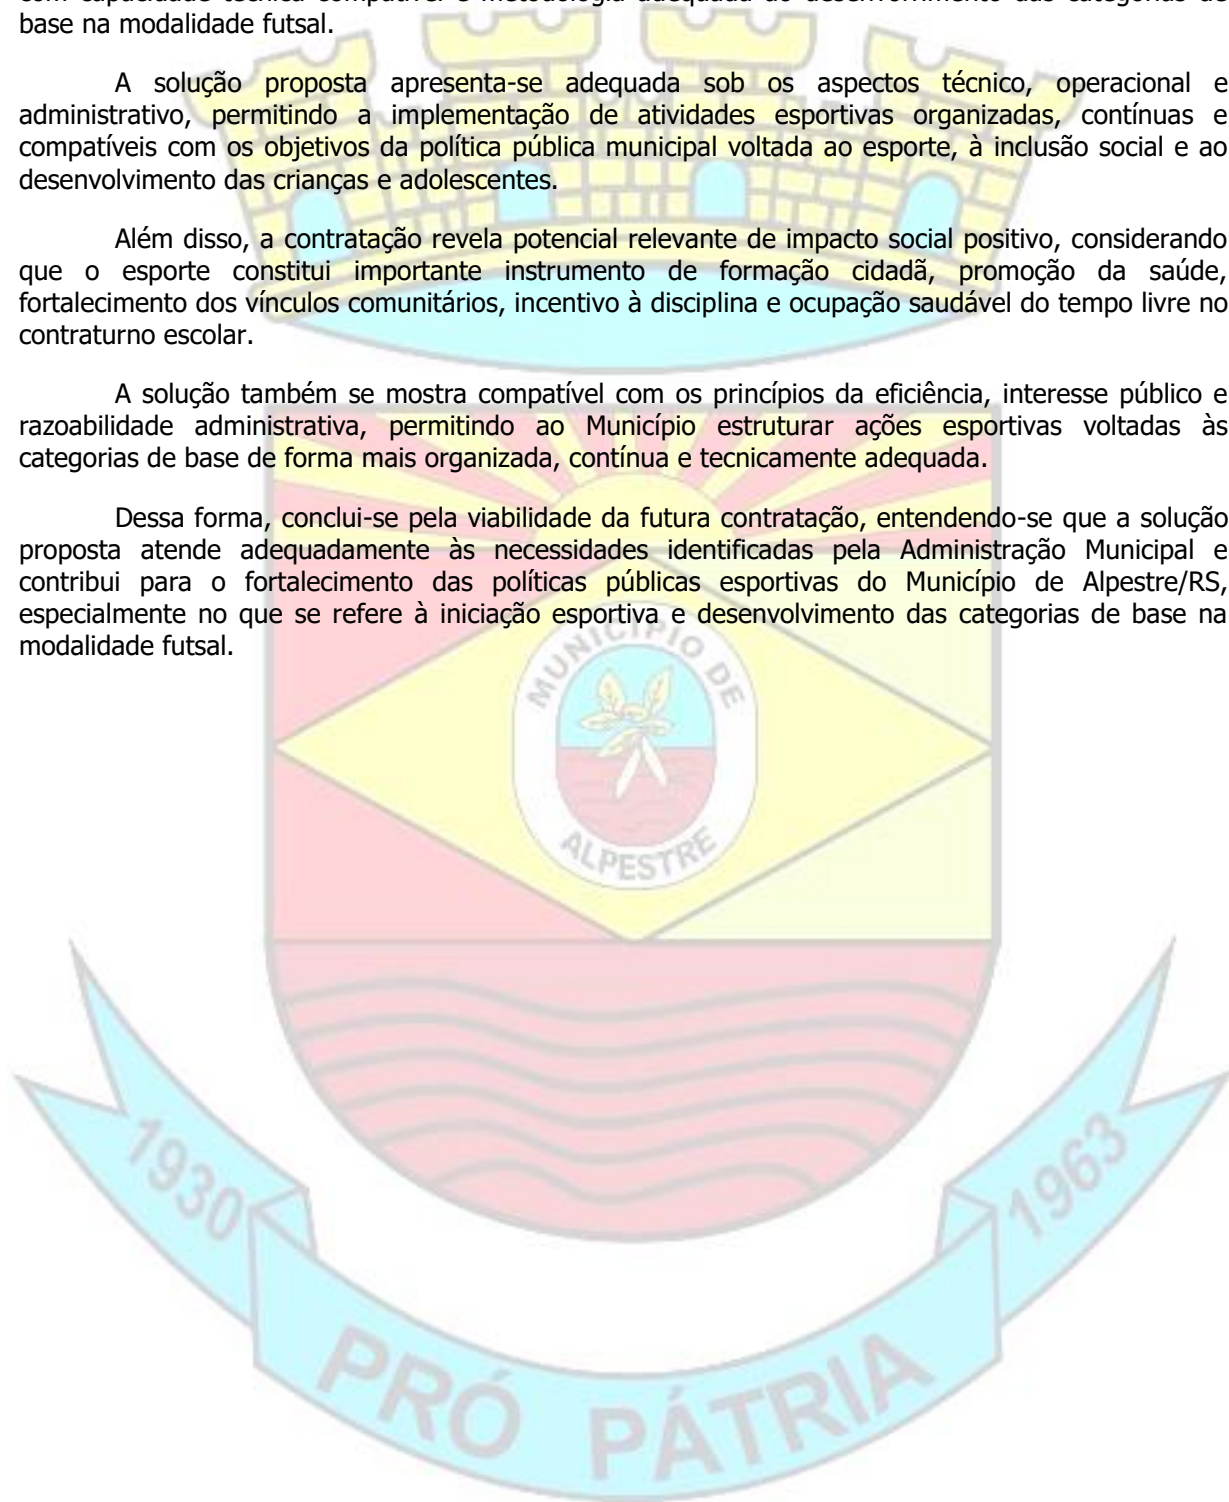 com capacidade técnica compatível e metodologia adequada ao desenvolvimento das categorias de
base na modalidade futsal.
A solução proposta apresenta-se adequada sob os aspectos técnico, operacional e
administrativo, permitindo a implementação de atividades esportivas organizadas, contínuas e
compatíveis com os objetivos da política pública municipal voltada ao esporte, à inclusão social e ao
desenvolvimento das crianças e adolescentes.
Além disso, a contratação revela potencial relevante de impacto social positivo, considerando
que o esporte constitui importante instrumento de formação cidadã, promoção da saúde,
fortalecimento dos vínculos comunitários, incentivo à disciplina e ocupação saudável do tempo livre no
contraturno escolar.
A solução também se mostra compatível com os princípios da eficiência, interesse público e
razoabilidade administrativa, permitindo ao Município estruturar ações esportivas voltadas às
categorias de base de forma mais organizada, contínua e tecnicamente adequada.
Dessa forma, conclui-se pela viabilidade da futura contratação, entendendo-se que a solução
proposta atende adequadamente às necessidades identificadas pela Administração Municipal e
contribui para o fortalecimento das políticas públicas esportivas do Município de Alpestre/RS,
especialmente no que se refere à iniciação esportiva e desenvolvimento das categorias de base na
modalidade futsal.
MUNICÍPIO DE
ALPESTRE
1930
1963
PRÓ PÁTRIA